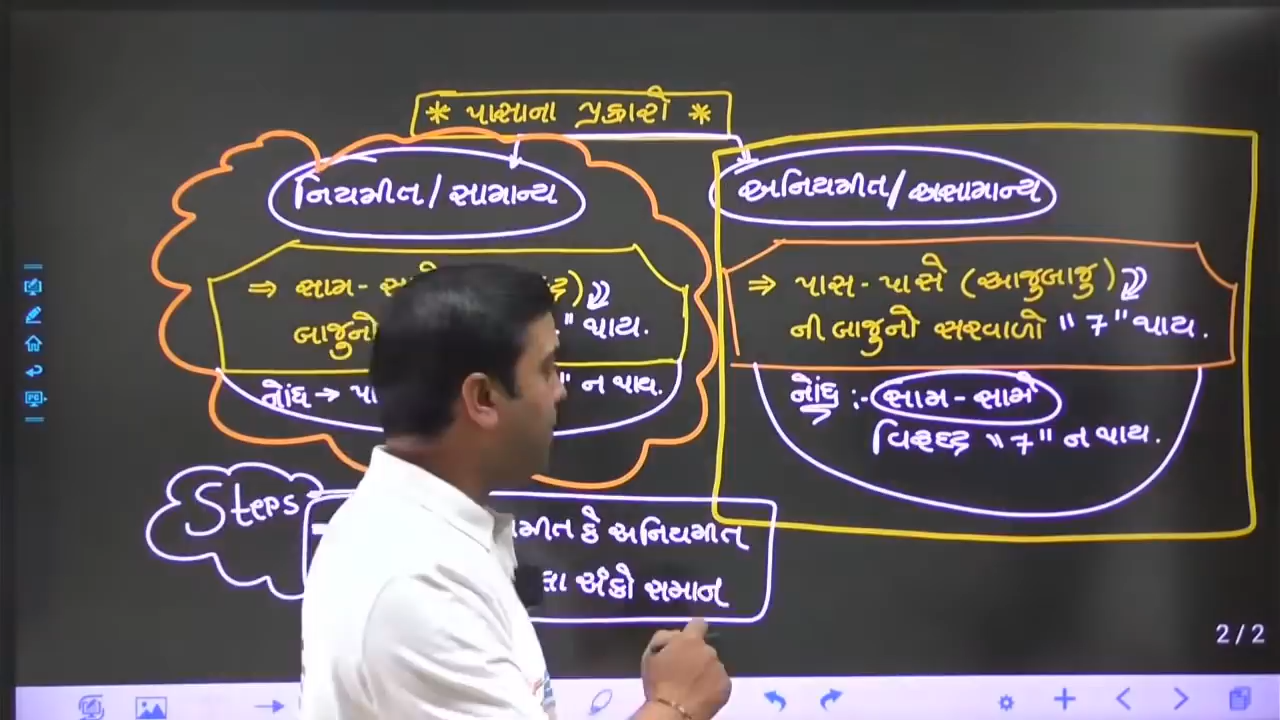 * પાસાના પ્રકારો *
નિયમીત / સામાન્ય
અનિયમીત / અસામાન્ય
⇒ સામ -
બાજુનો " થાય.
નોંધ → " ન થાય.
⇒ પાસ - પાસે (આજુબાજુ)
ની બાજુનો સરવાળો "7" થાય.
નોંધ :- સામ - સામે
વિરૂદ્ધ "7" ન થાય.
Steps
કે અનિયમીત
અંકો સમાન
2/2